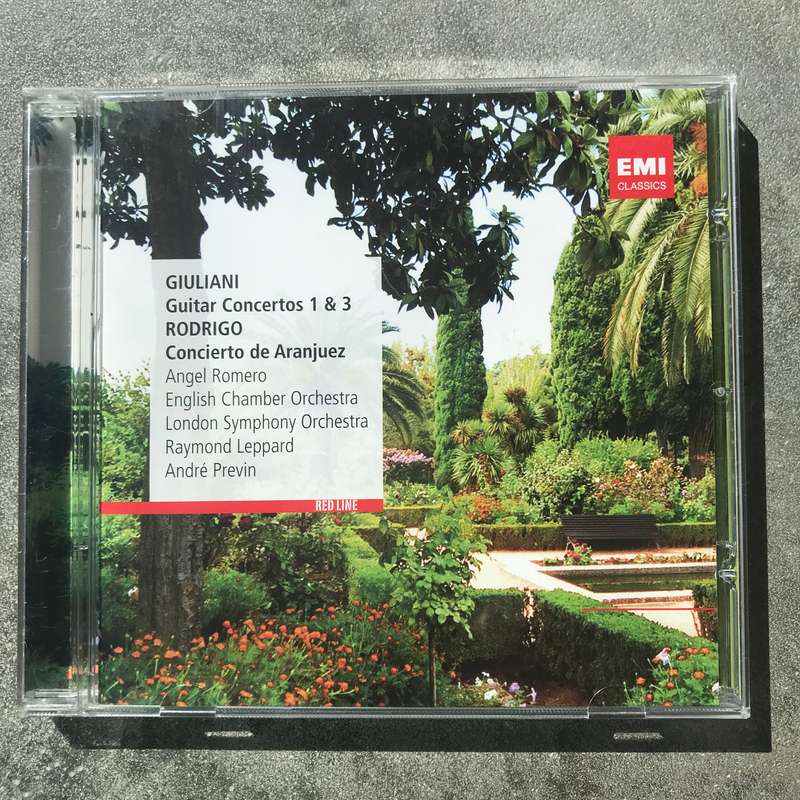 EMI
CLASSICS
GIULIANI
Guitar Concertos 1 & 3
RODRIGO
Concierto de Aranjuez
Angel Romero
English Chamber Orchestra
London Symphony Orchestra
Raymond Leppard
André Previn
RED LINE